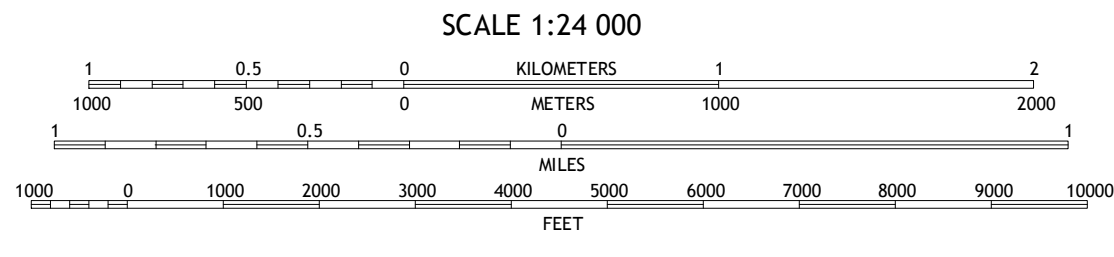 SCALE 1:24 000
1 0.5 0 KILOMETERS 1 2
1000 500 0 METERS 1000 2000
1 0.5 0 1
MILES
1000 0 1000 2000 3000 4000 5000 6000 7000 8000 9000 10000
FEET